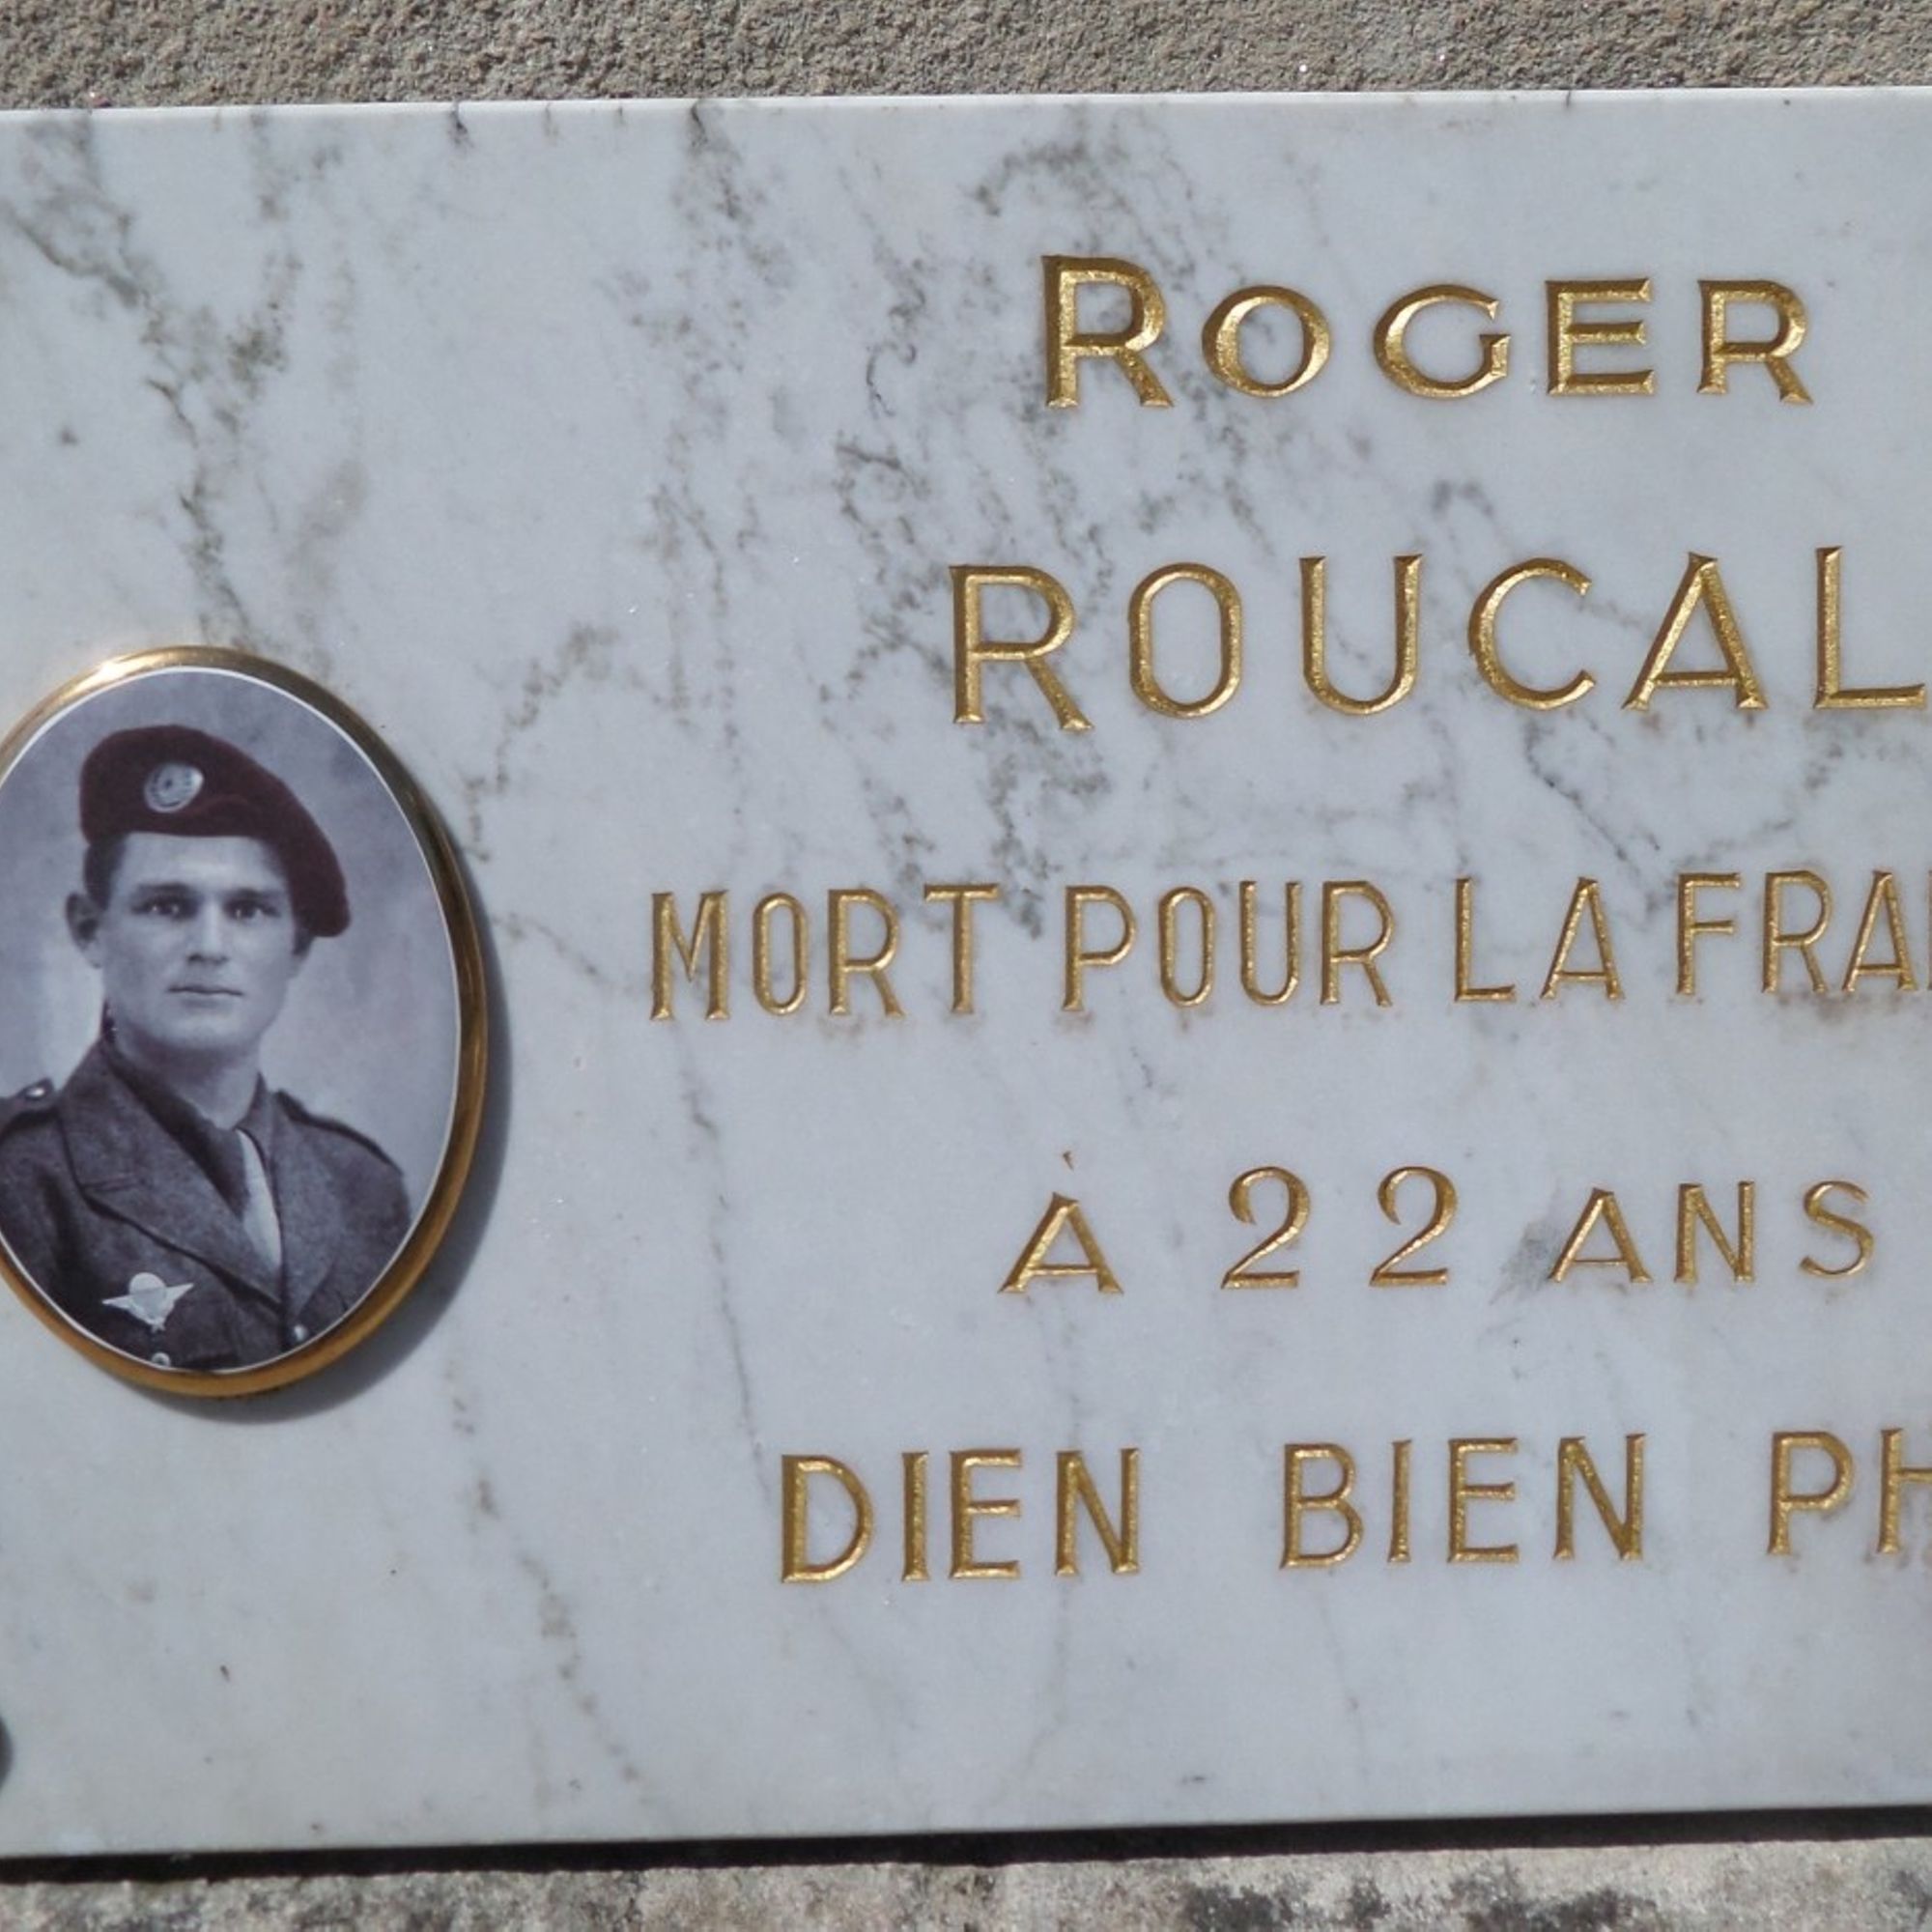 ROGER
ROUCAL
MORT POUR LA FRA
À 22 ANS
DIEN BIEN PH